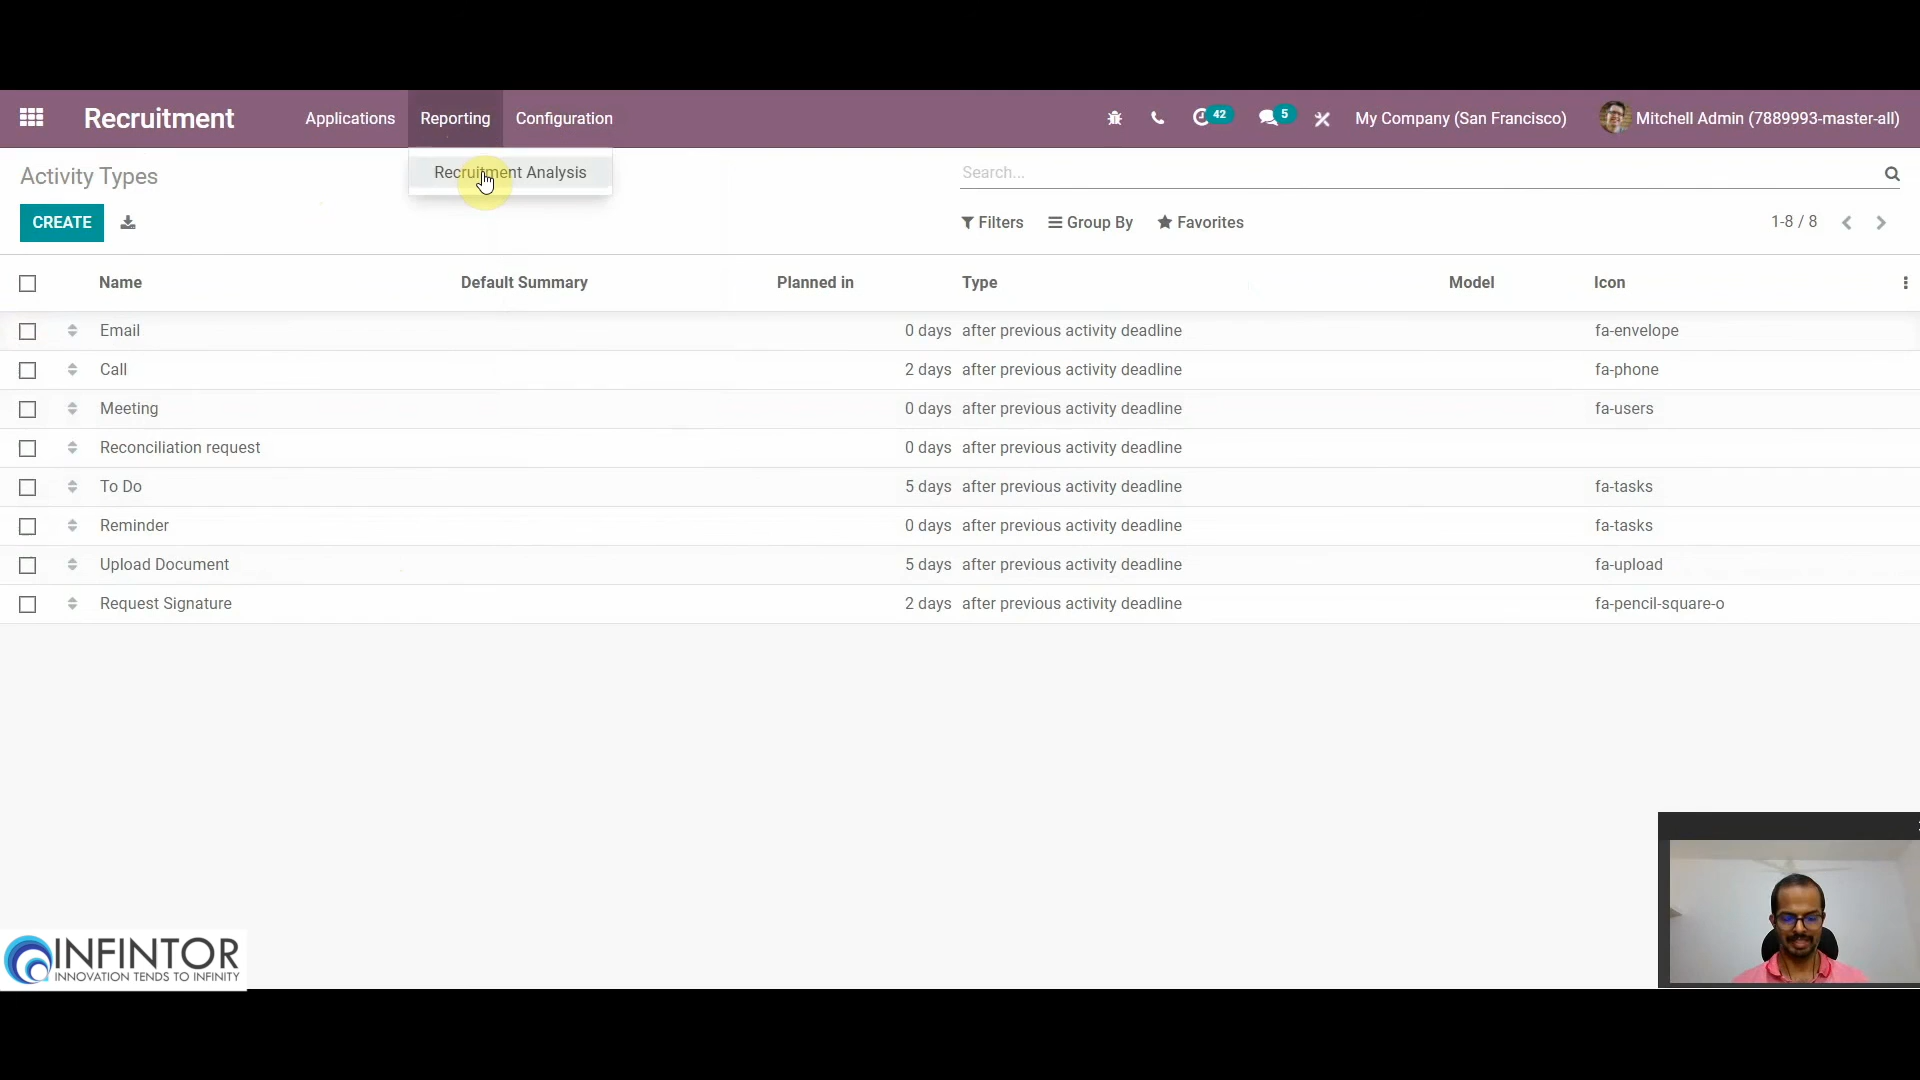 Recruitment Applications Reporting Configuration 42 5 My Company (San Francisco) Mitchell Admin (7889993-master-all)
Activity Types Recruitment Analysis Search...
CREATE Filters Group By Favorites 1-8 / 8
Name Default Summary Planned in Type Model Icon
Email 0 days after previous activity deadline fa-envelope
Call 2 days after previous activity deadline fa-phone
Meeting 0 days after previous activity deadline fa-users
Reconciliation request 0 days after previous activity deadline
To Do 5 days after previous activity deadline fa-tasks
Reminder 0 days after previous activity deadline fa-tasks
Upload Document 5 days after previous activity deadline fa-upload
Request Signature 2 days after previous activity deadline fa-pencil-square-o
INFINTOR
INNOVATION TENDS TO INFINITY